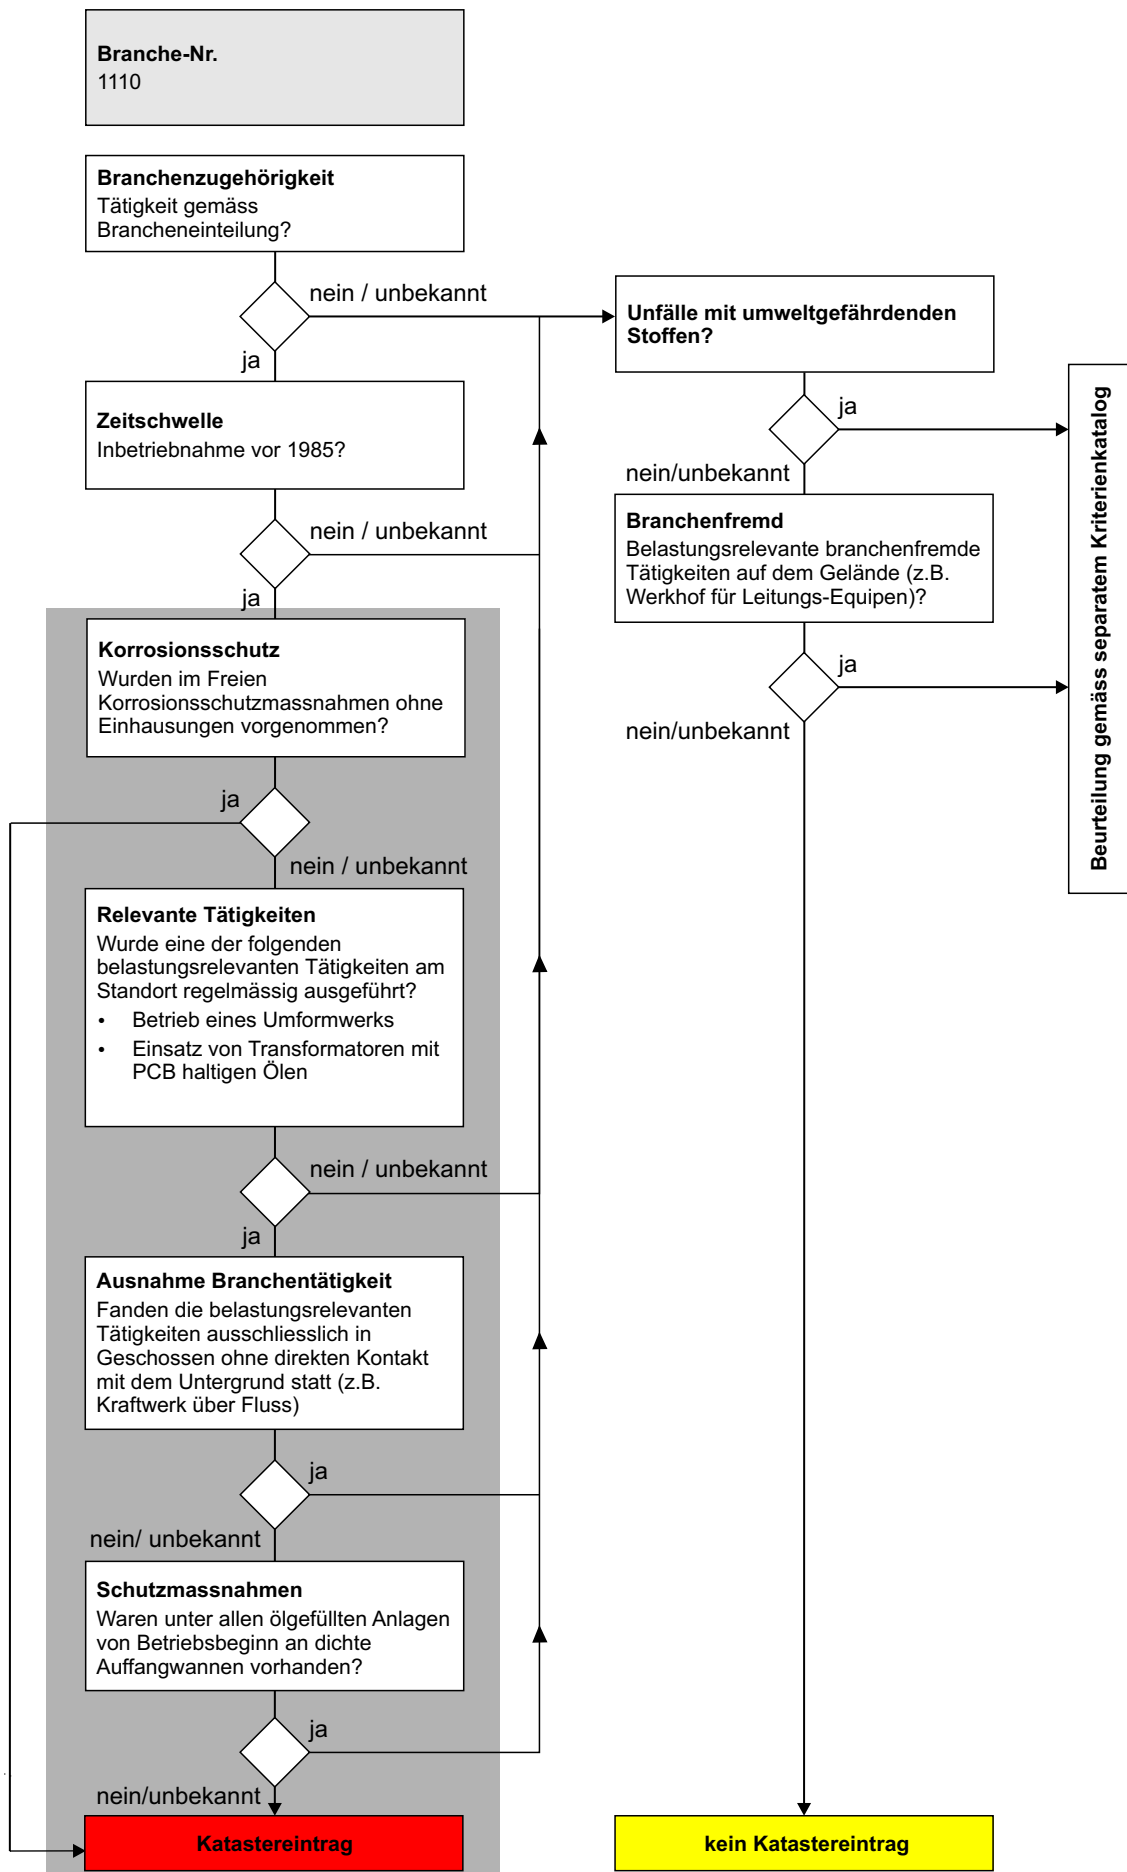 Branche-Nr.
1110
Branchenzugehörigkeit
Tätigkeit gemäss
Brancheneinteilung?
nein / unbekannt
ja
Zeitschwelle
Inbetriebnahme vor 1985?
nein / unbekannt
ja
Korrosionsschutz
Wurden im Freien
Korrosionsschutzmassnahmen ohne
Einhausungen vorgenommen?
ja
nein / unbekannt
Relevante Tätigkeiten
Wurde eine der folgenden
belastungsrelevanten Tätigkeiten am
Standort regelmässig ausgeführt?
• Betrieb eines Umformwerks
• Einsatz von Transformatoren mit
PCB haltigen Ölen
nein / unbekannt
ja
Ausnahme Branchentätigkeit
Fanden die belastungsrelevanten
Tätigkeiten ausschliesslich in
Geschossen ohne direkten Kontakt
mit dem Untergrund statt (z.B.
Kraftwerk über Fluss)
ja
nein/ unbekannt
Schutzmassnahmen
Waren unter allen ölgefüllten Anlagen
von Betriebsbeginn an dichte
Auffangwannen vorhanden?
ja
nein/unbekannt
Katastereintrag
Unfälle mit umweltgefährdenden
Stoffen?
ja
nein/unbekannt
Branchenfremd
Belastungsrelevante branchenfremde
Tätigkeiten auf dem Gelände (z.B.
Werkhof für Leitungs-Equipen)?
ja
nein/unbekannt
kein Katastereintrag
Beurteilung gemäss separatem Kriterienkatalog